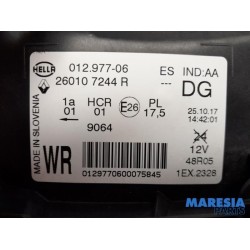 HELLA
012.977-06 ES IND:AA
26010 7244 R --- DG
1a HCR E26 PL
01 01 17,5
25.10.17
14:42:01
9064
24
12V
WR
48R05
0129770600075845
1EX.2328
MADE IN SLOVENIA
MARESIA